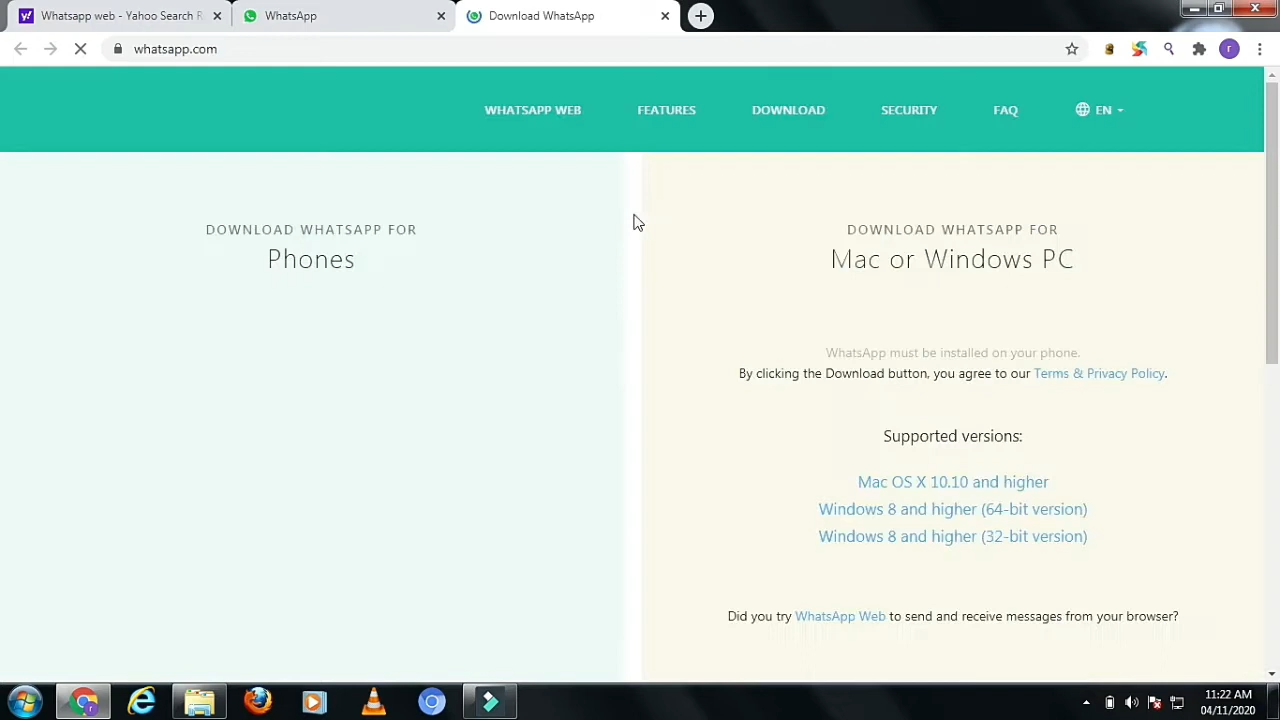 Whatsapp web - Yahoo Search R
WhatsApp
Download WhatsApp
whatsapp.com
r
WHATSAPP WEB
FEATURES
DOWNLOAD
SECURITY
FAQ
EN
DOWNLOAD WHATSAPP FOR
Phones
DOWNLOAD WHATSAPP FOR
Mac or Windows PC
WhatsApp must be installed on your phone.
By clicking the Download button, you agree to our Terms & Privacy Policy.
Supported versions:
Mac OS X 10.10 and higher
Windows 8 and higher (64-bit version)
Windows 8 and higher (32-bit version)
Did you try WhatsApp Web to send and receive messages from your browser?
11:22 AM
04/11/2020